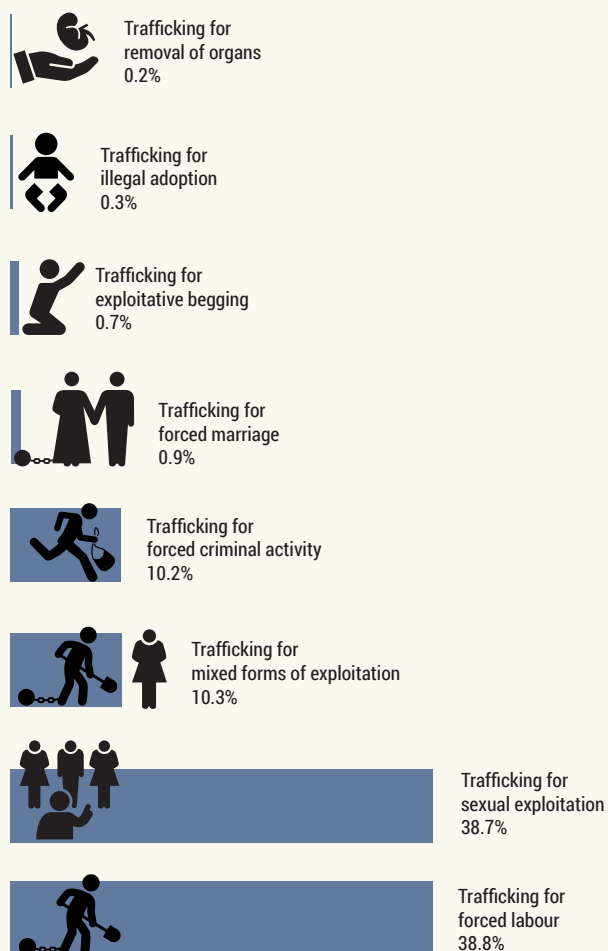 Trafficking for
removal of organs
0.2%
Trafficking for
illegal adoption
0.3%
Trafficking for
exploitative begging
0.7%
Trafficking for
forced marriage
0.9%
Trafficking for
forced criminal activity
10.2%
Trafficking for
mixed forms of exploitation
10.3%
Trafficking for
sexual exploitation
38.7%
Trafficking for
forced labour
38.8%